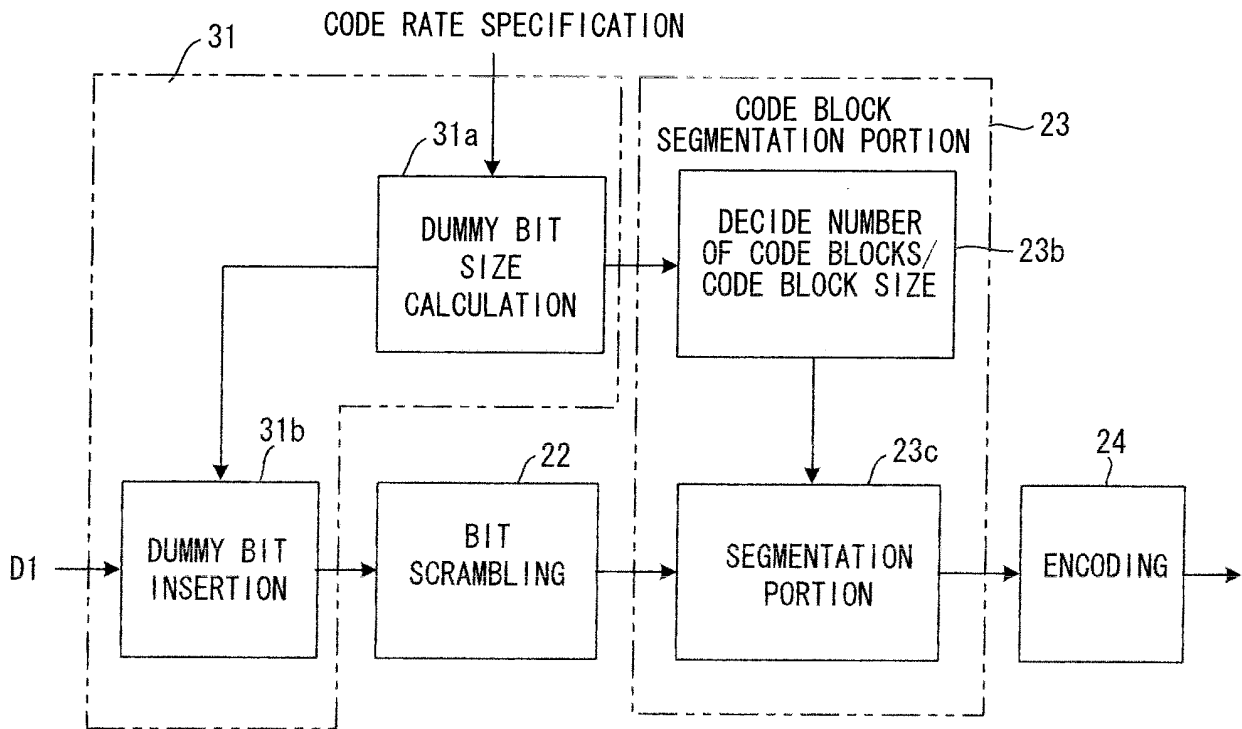 CODE RATE SPECIFICATION
31
CODE BLOCK
SEGMENTATION PORTION
23
31a
DUMMY BIT
SIZE
CALCULATION
DECIDE NUMBER
OF CODE BLOCKS/
CODE BLOCK SIZE
23b
31b
22
23c
24
D1
DUMMY BIT
INSERTION
BIT
SCRAMBLING
SEGMENTATION
PORTION
ENCODING